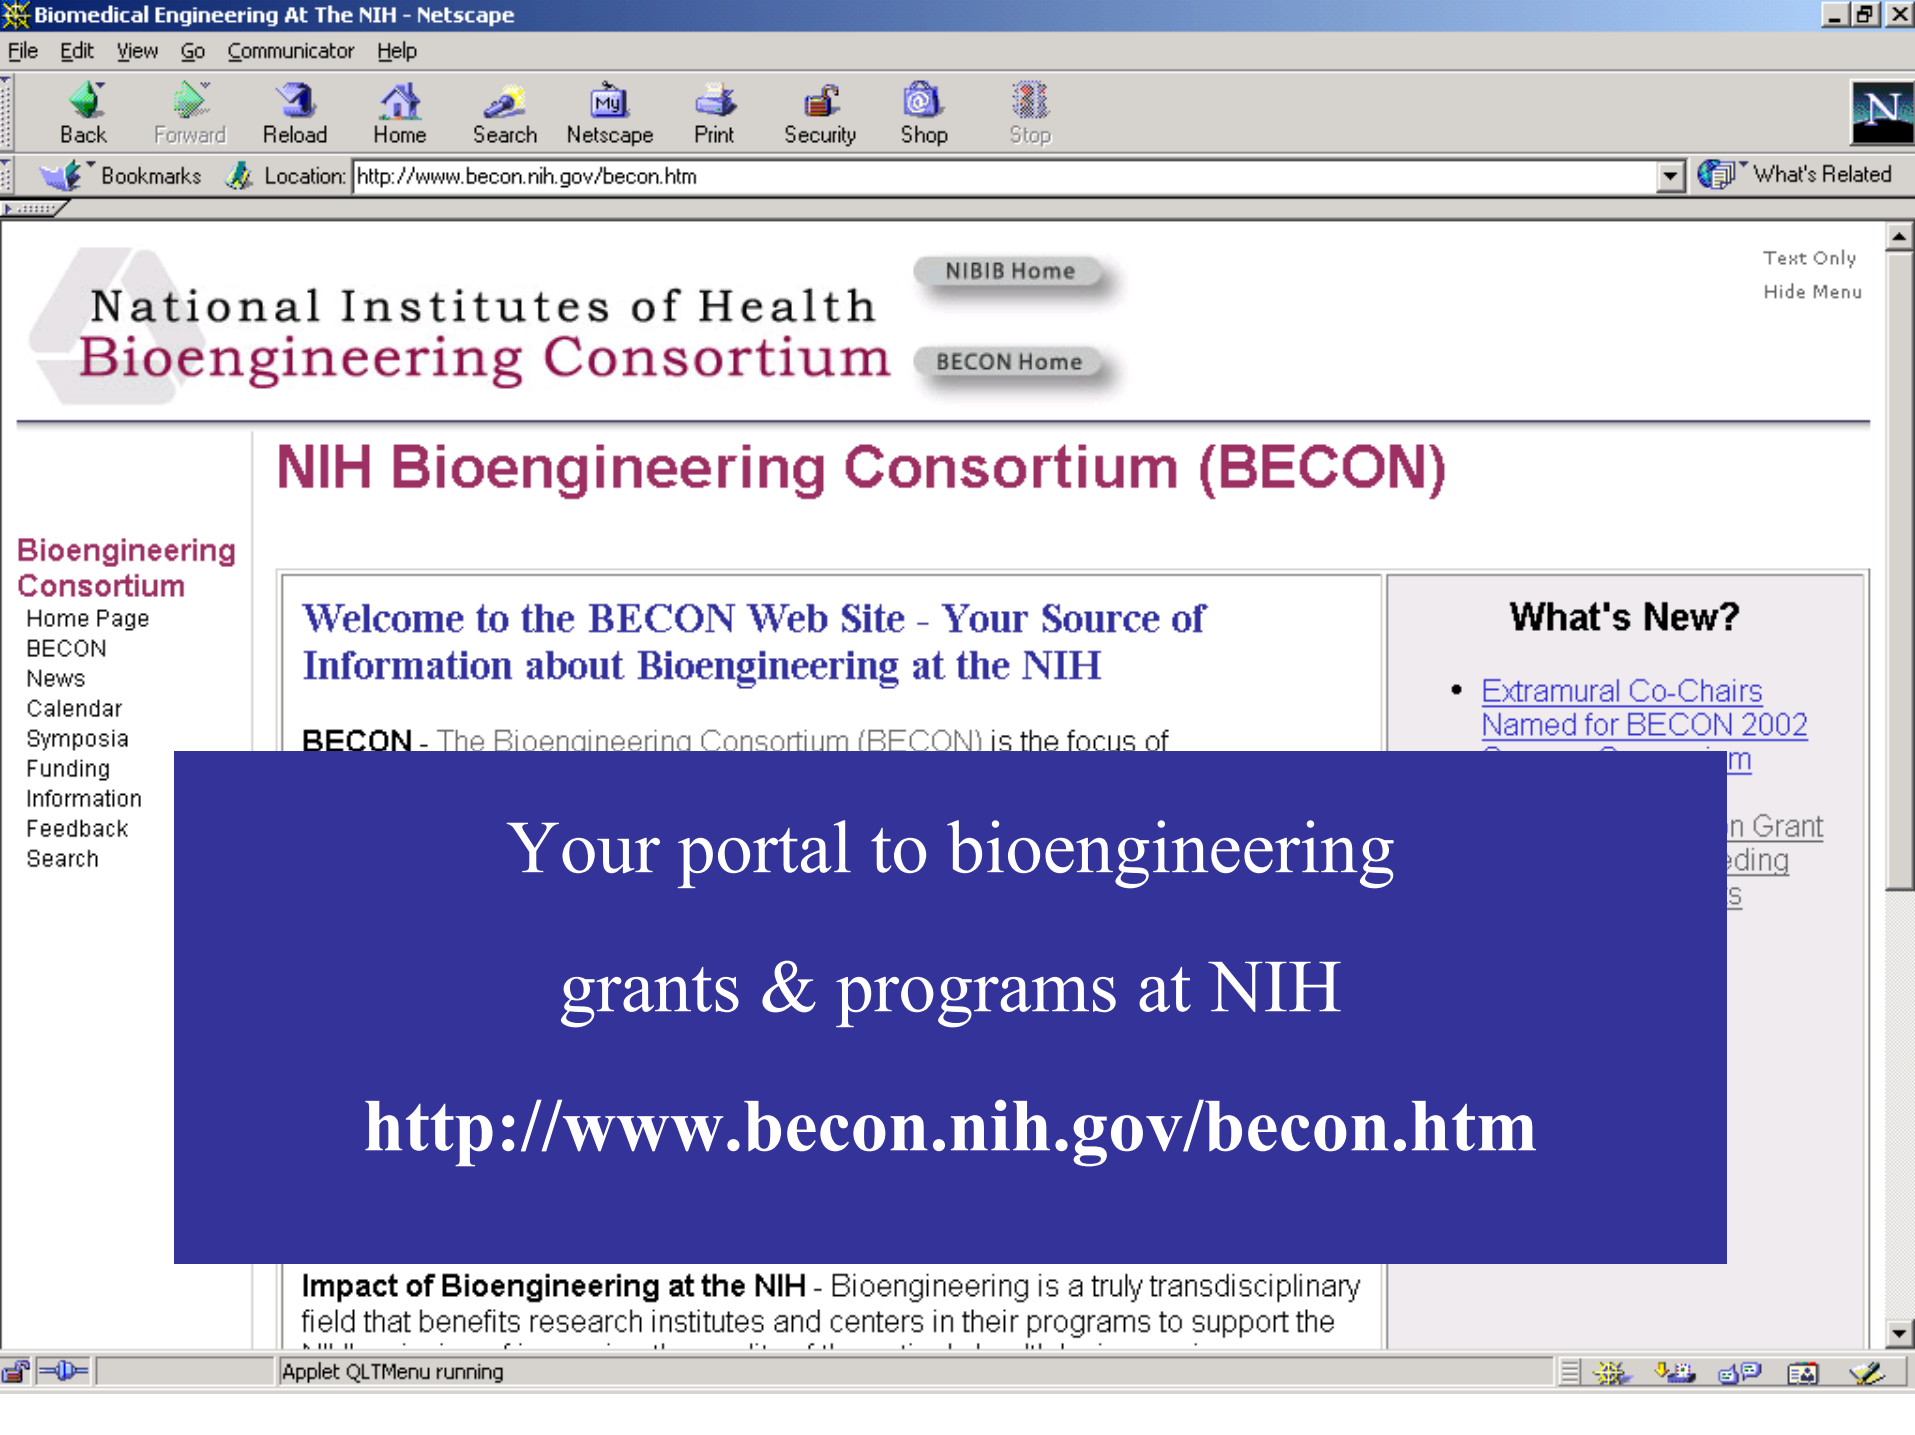 Biomedical Engineering At The NIH - Netscape
File Edit View Go Communicator Help
My
N
Back Forward Reload Home Search Netscape Print Security Shop Stop
Bookmarks Location: http://www.becon.nih.gov/becon.htm What's Related
National Institutes of Health
Bioengineering Consortium
NIBIB Home
BECON Home
Text Only
Hide Menu
NIH Bioengineering Consortium (BECON)
Bioengineering
Consortium
Home Page
BECON
News
Calendar
Symposia
Funding
Information
Feedback
Search
Welcome to the BECON Web Site - Your Source of
Information about Bioengineering at the NIH
BECON - The Bioengineering Consortium (BECON) is the focus of
What's New?
Extramural Co-Chairs
Named for BECON 2002
Grant
Your portal to bioengineering
grants & programs at NIH
http://www.becon.nih.gov/becon.htm
Impact of Bioengineering at the NIH - Bioengineering is a truly transdisciplinary
field that benefits research institutes and centers in their programs to support the
Applet QLTMenu running